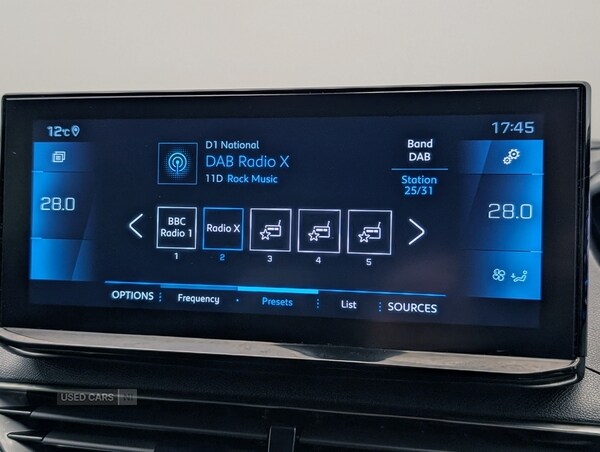 12°C
17:45
D1 National
DAB Radio X
11D Rock Music
Band
DAB
Station
25/31
28.0
28.0
BBC
Radio 1
Radio X
1
2
3
4
5
OPTIONS
Frequency
Presets
List
SOURCES
USED CARS NI